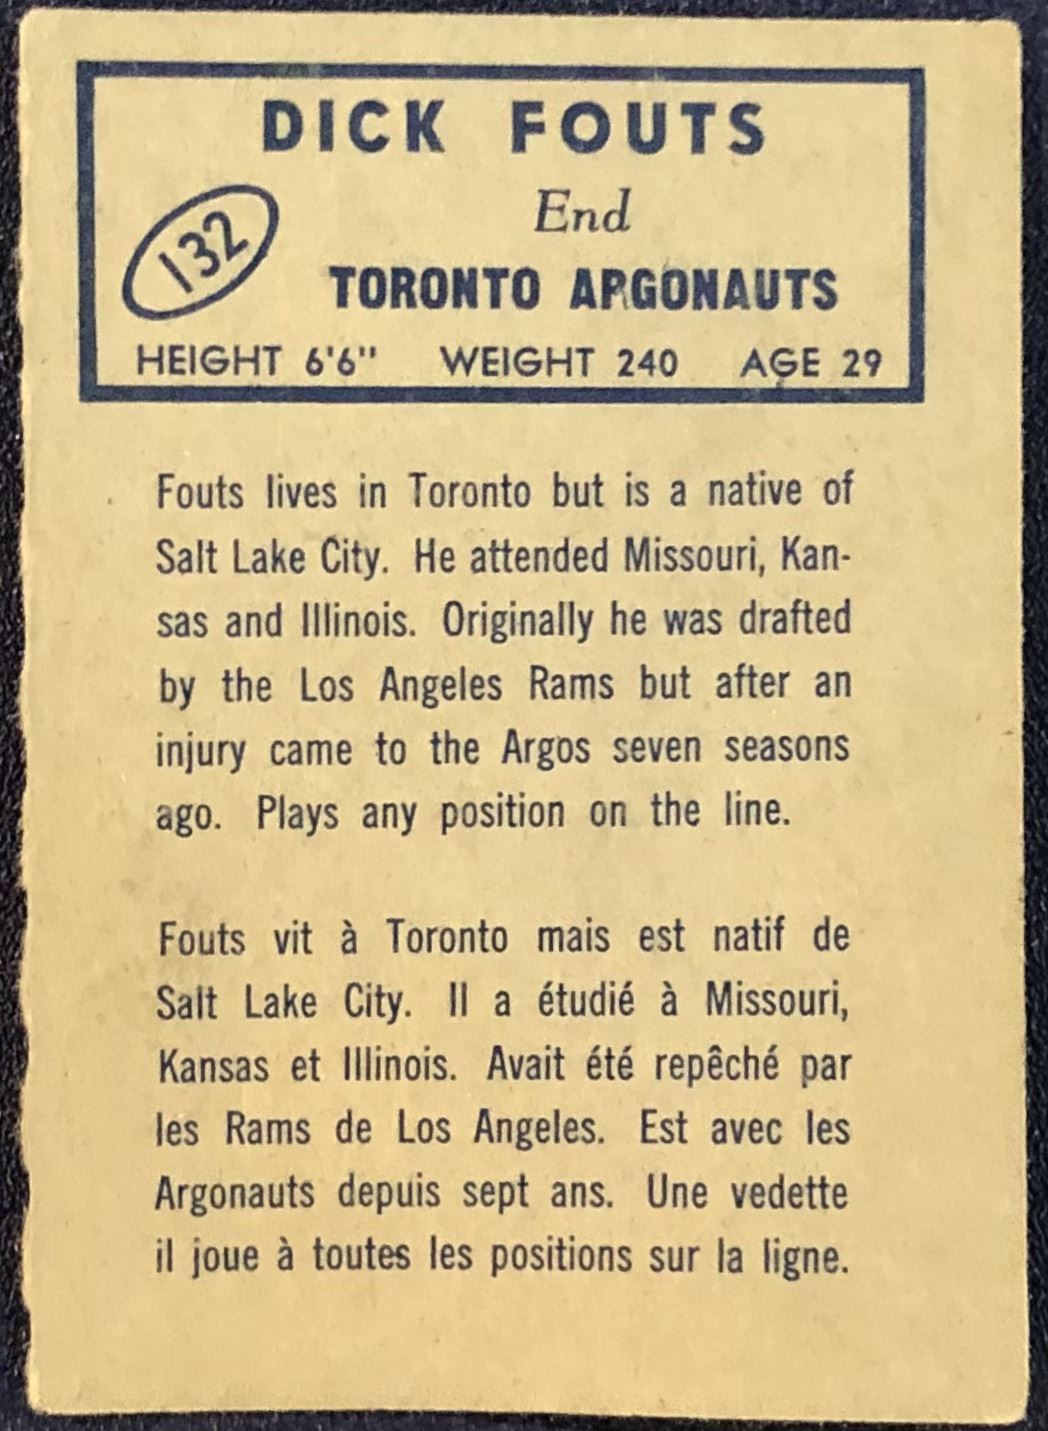 DICK FOUTS
End
132
TORONTO ARGONAUTS
HEIGHT 6'6" WEIGHT 240 AGE 29
Fouts lives in Toronto but is a native of
Salt Lake City. He attended Missouri, Kan-
sas and Illinois. Originally he was drafted
by the Los Angeles Rams but after an
injury came to the Argos seven seasons
ago. Plays any position on the line.
Fouts vit à Toronto mais est natif de
Salt Lake City. Il a étudié à Missouri,
Kansas et Illinois. Avait été repêché par
les Rams de Los Angeles. Est avec les
Argonauts depuis sept ans. Une vedette
il joue à toutes les positions sur la ligne.